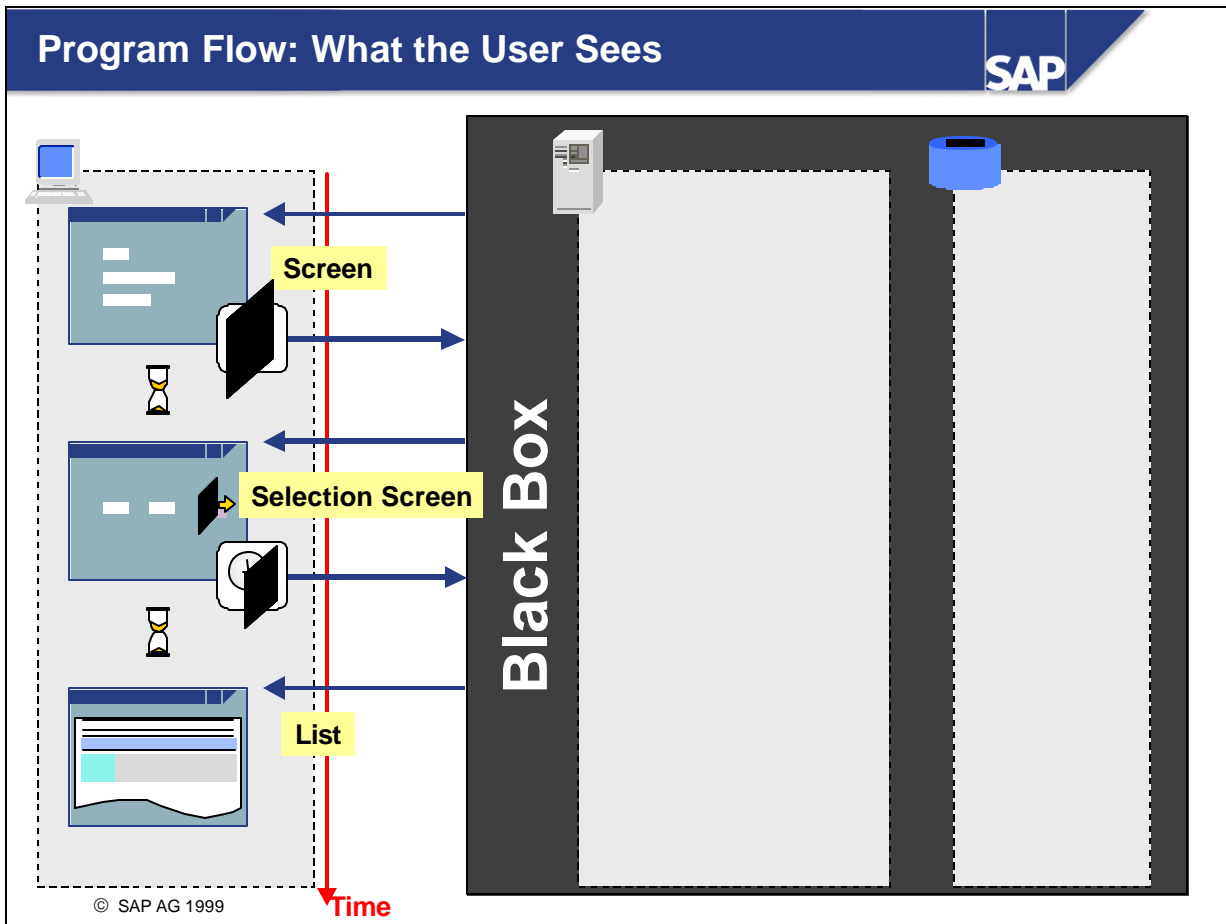 Program Flow: What the User Sees
SAP
Screen
Selection Screen
Black Box
List
© SAP AG 1999
Time